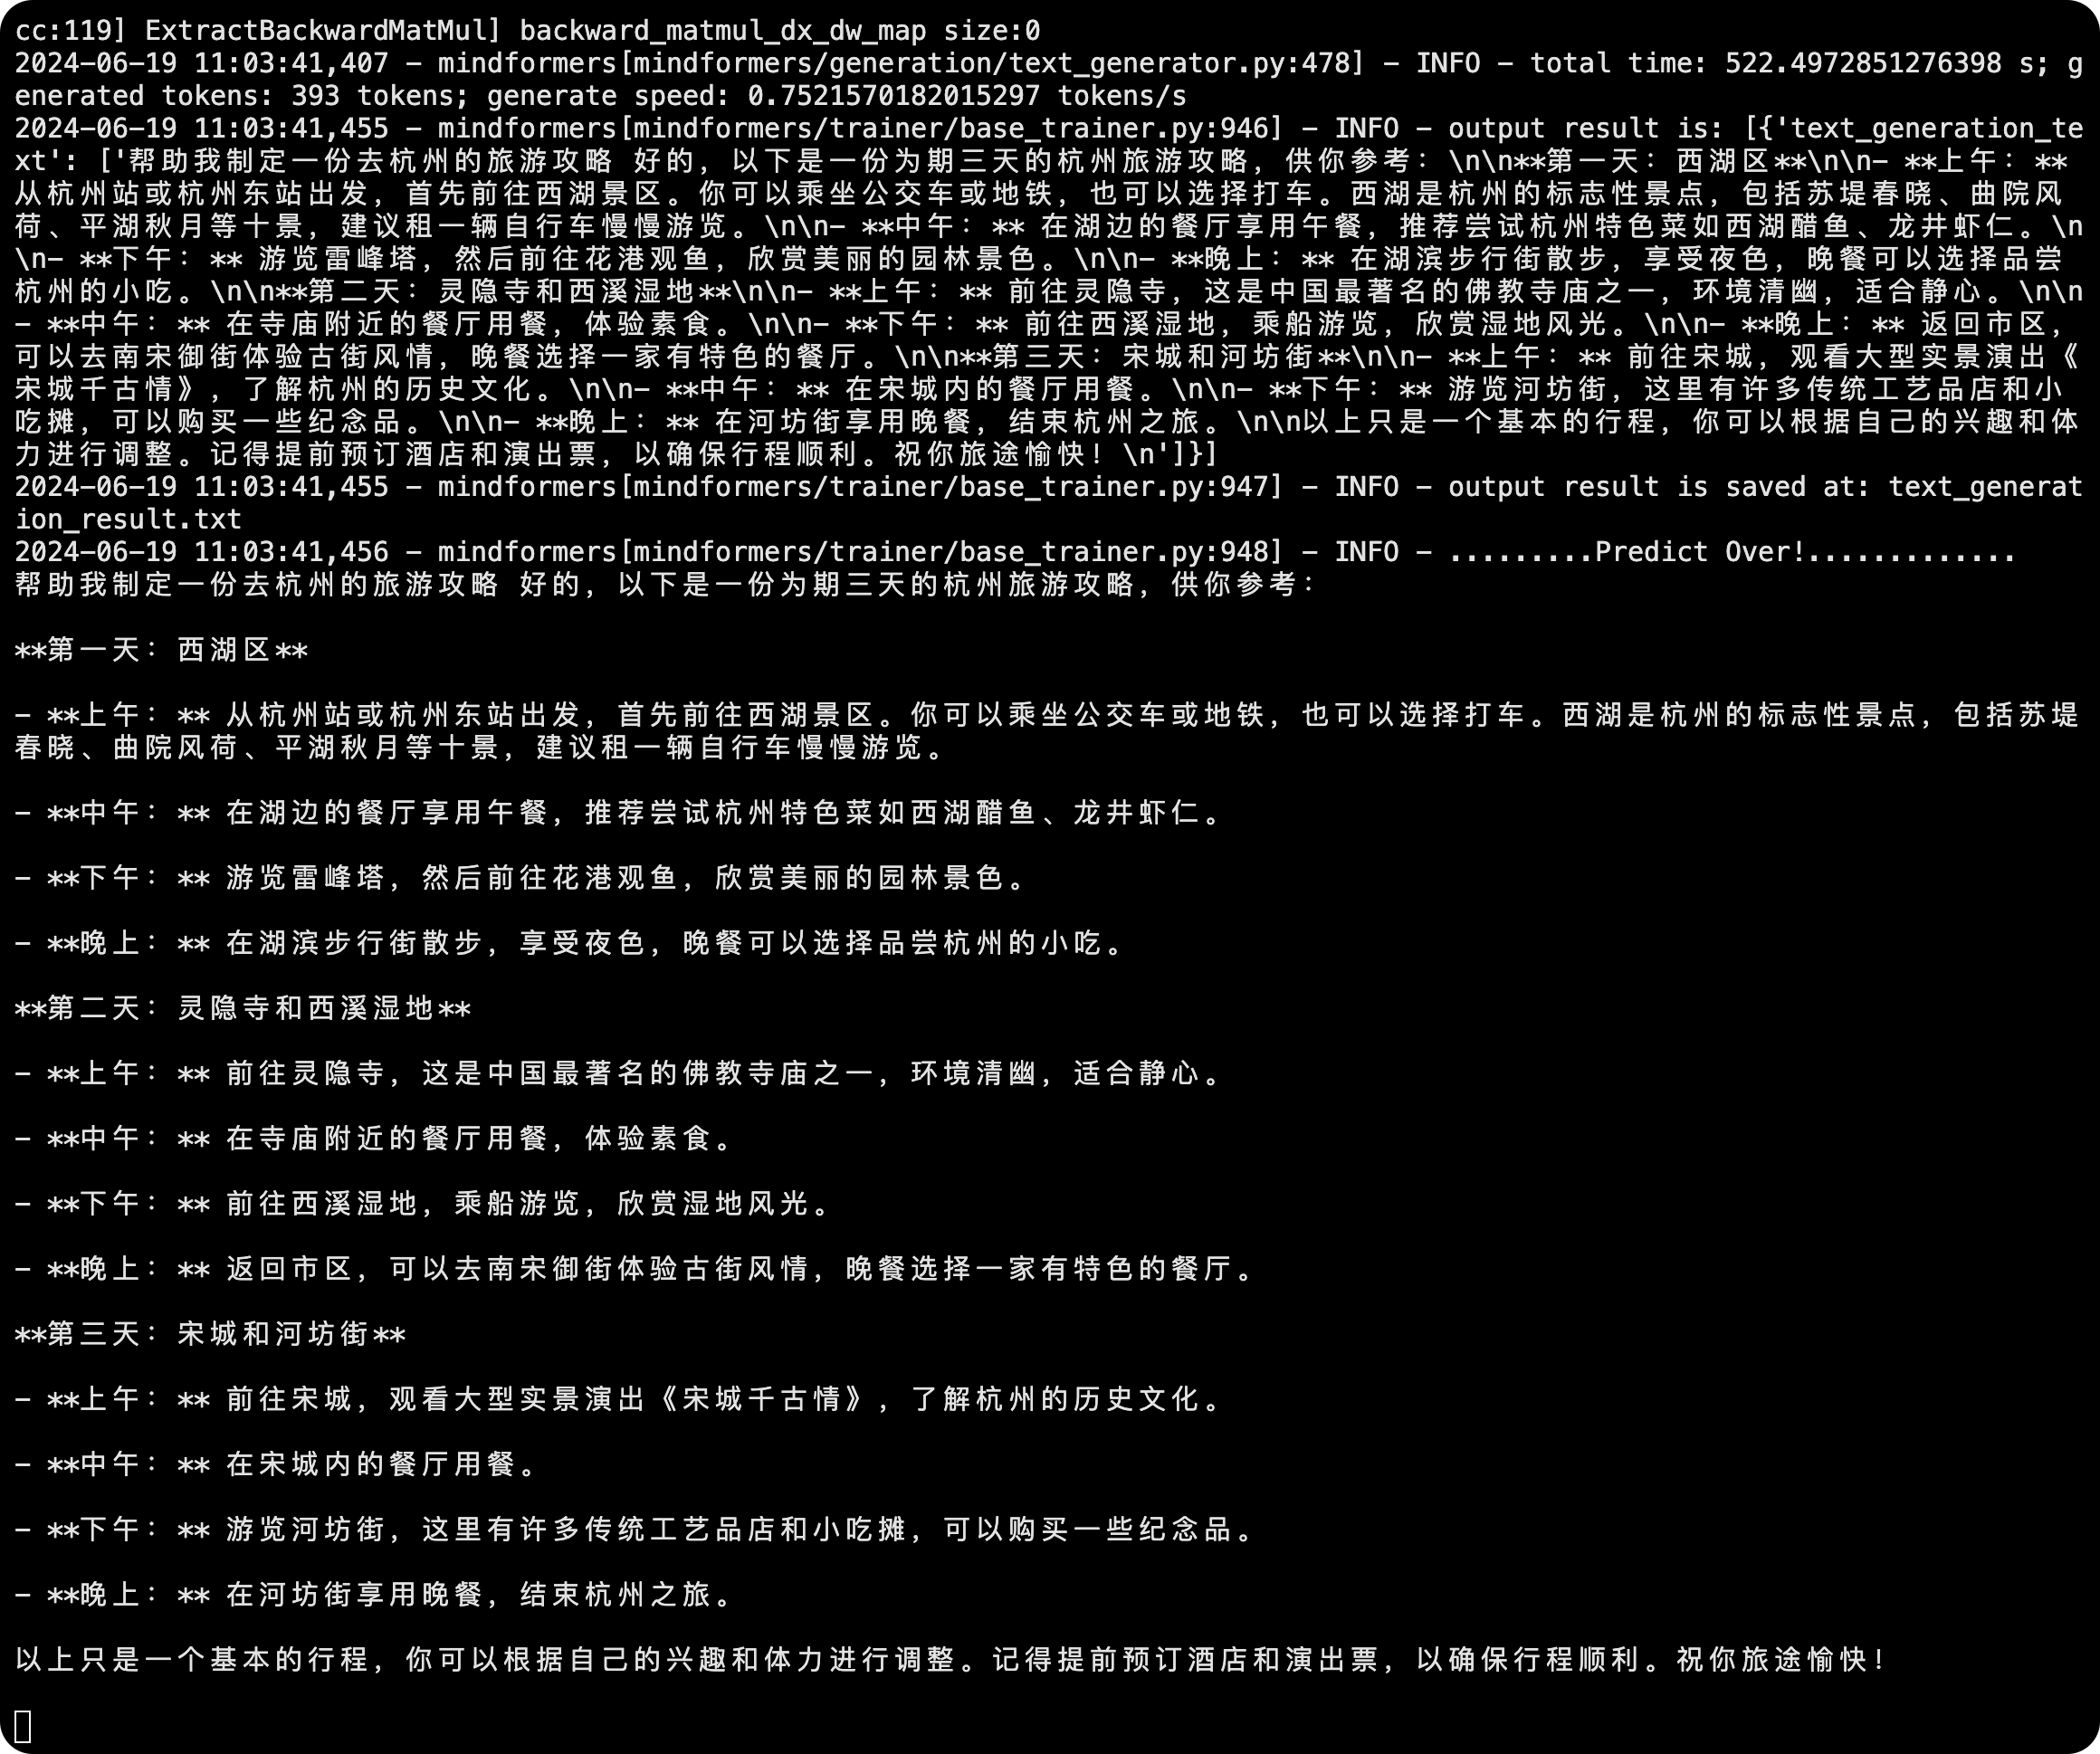 cc:119] ExtractBackwardMatMul] backward_matmul_dx_dw_map size:0
2024-06-19 11:03:41,407 - mindformers[mindformers/generation/text_generator.py:478] - INFO - total time: 522.4972851276398 s; g
enerated tokens: 393 tokens; generate speed: 0.7521570182015297 tokens/s
2024-06-19 11:03:41,455 - mindformers[mindformers/trainer/base_trainer.py:946] - INFO - output result is: [{'text_generation_te
xt': ['帮助我制定一份去杭州的旅游攻略 好的，以下是一份为期三天的杭州旅游攻略，供你参考：\n\n**第一天：西湖区**\n\n- **上午：**
从杭州站或杭州东站出发，首先前往西湖景区。你可以乘坐公交车或地铁，也可以选择打车。西湖是杭州的标志性景点，包括苏堤春晓、曲院风
荷、平湖秋月等十景，建议租一辆自行车慢慢游览。\n\n- **中午：** 在湖边的餐厅享用午餐，推荐尝试杭州特色菜如西湖醋鱼、龙井虾仁。\n
\n- **下午：** 游览雷峰塔，然后前往花港观鱼，欣赏美丽的园林景色。\n\n- **晚上：** 在湖滨步行街散步，享受夜色，晚餐可以选择品尝
杭州的小吃。\n\n**第二天：灵隐寺和西溪湿地**\n\n- **上午：** 前往灵隐寺，这是中国最著名的佛教寺庙之一，环境清幽，适合静心。\n\n
- **中午：** 在寺庙附近的餐厅用餐，体验素食。\n\n- **下午：** 前往西溪湿地，乘船游览，欣赏湿地风光。\n\n- **晚上：** 返回市区，
可以去南宋御街体验古街风情，晚餐选择一家有特色的餐厅。\n\n**第三天：宋城和河坊街**\n\n- **上午：** 前往宋城，观看大型实景演出《
宋城千古情》，了解杭州的历史文化。\n\n- **中午：** 在宋城内的餐厅用餐。\n\n- **下午：** 游览河坊街，这里有许多传统工艺品店和小
吃摊，可以购买一些纪念品。\n\n- **晚上：** 在河坊街享用晚餐，结束杭州之旅。\n\n以上只是一个基本的行程，你可以根据自己的兴趣和体
力进行调整。记得提前预订酒店和演出票，以确保行程顺利。祝你旅途愉快！\n']}]
2024-06-19 11:03:41,455 - mindformers[mindformers/trainer/base_trainer.py:947] - INFO - output result is saved at: text_generat
ion_result.txt
2024-06-19 11:03:41,456 - mindformers[mindformers/trainer/base_trainer.py:948] - INFO - .........Predict Over!.............
帮助我制定一份去杭州的旅游攻略 好的，以下是一份为期三天的杭州旅游攻略，供你参考：
**第一天：西湖区**
- **上午：** 从杭州站或杭州东站出发，首先前往西湖景区。你可以乘坐公交车或地铁，也可以选择打车。西湖是杭州的标志性景点，包括苏堤
春晓、曲院风荷、平湖秋月等十景，建议租一辆自行车慢慢游览。
- **中午：** 在湖边的餐厅享用午餐，推荐尝试杭州特色菜如西湖醋鱼、龙井虾仁。
- **下午：** 游览雷峰塔，然后前往花港观鱼，欣赏美丽的园林景色。
- **晚上：** 在湖滨步行街散步，享受夜色，晚餐可以选择品尝杭州的小吃。
**第二天：灵隐寺和西溪湿地**
- **上午：** 前往灵隐寺，这是中国最著名的佛教寺庙之一，环境清幽，适合静心。
- **中午：** 在寺庙附近的餐厅用餐，体验素食。
- **下午：** 前往西溪湿地，乘船游览，欣赏湿地风光。
- **晚上：** 返回市区，可以去南宋御街体验古街风情，晚餐选择一家有特色的餐厅。
**第三天：宋城和河坊街**
- **上午：** 前往宋城，观看大型实景演出《宋城千古情》，了解杭州的历史文化。
- **中午：** 在宋城内的餐厅用餐。
- **下午：** 游览河坊街，这里有许多传统工艺品店和小吃摊，可以购买一些纪念品。
- **晚上：** 在河坊街享用晚餐，结束杭州之旅。
以上只是一个基本的行程，你可以根据自己的兴趣和体力进行调整。记得提前预订酒店和演出票，以确保行程顺利。祝你旅途愉快！